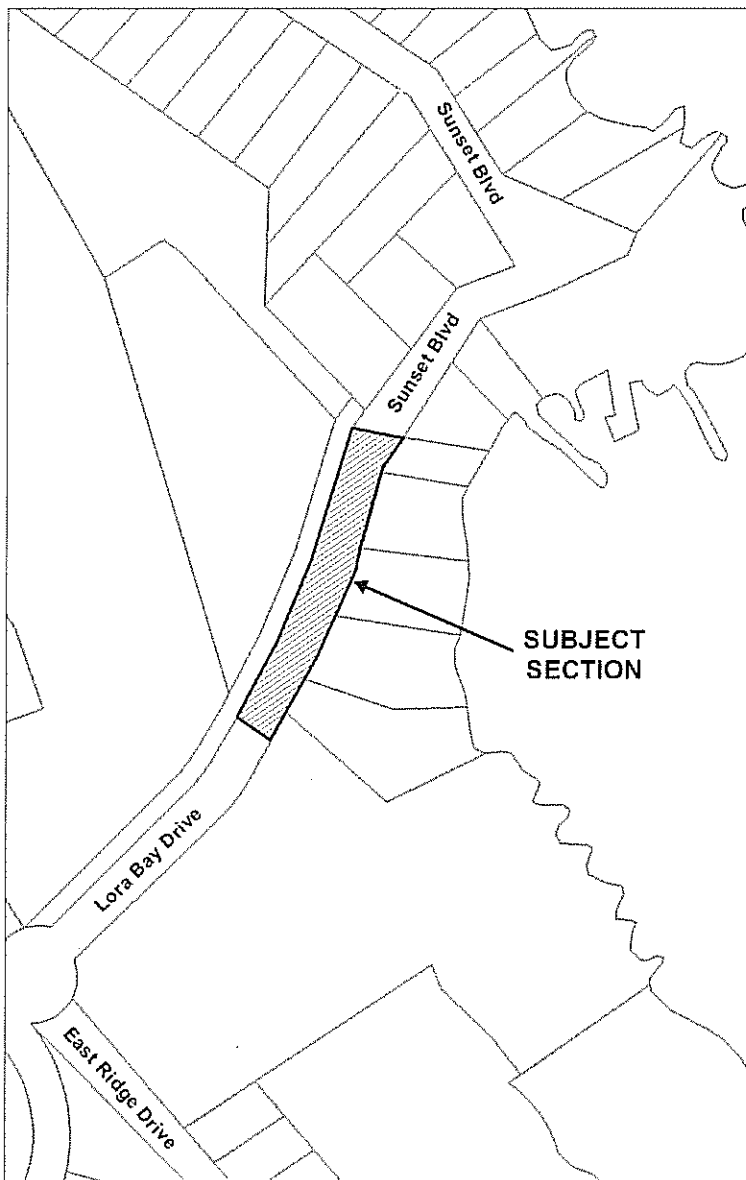 Sunset Blvd
Sunset Blvd
SUBJECT
SECTION
Lora Bay Drive
East Ridge Drive